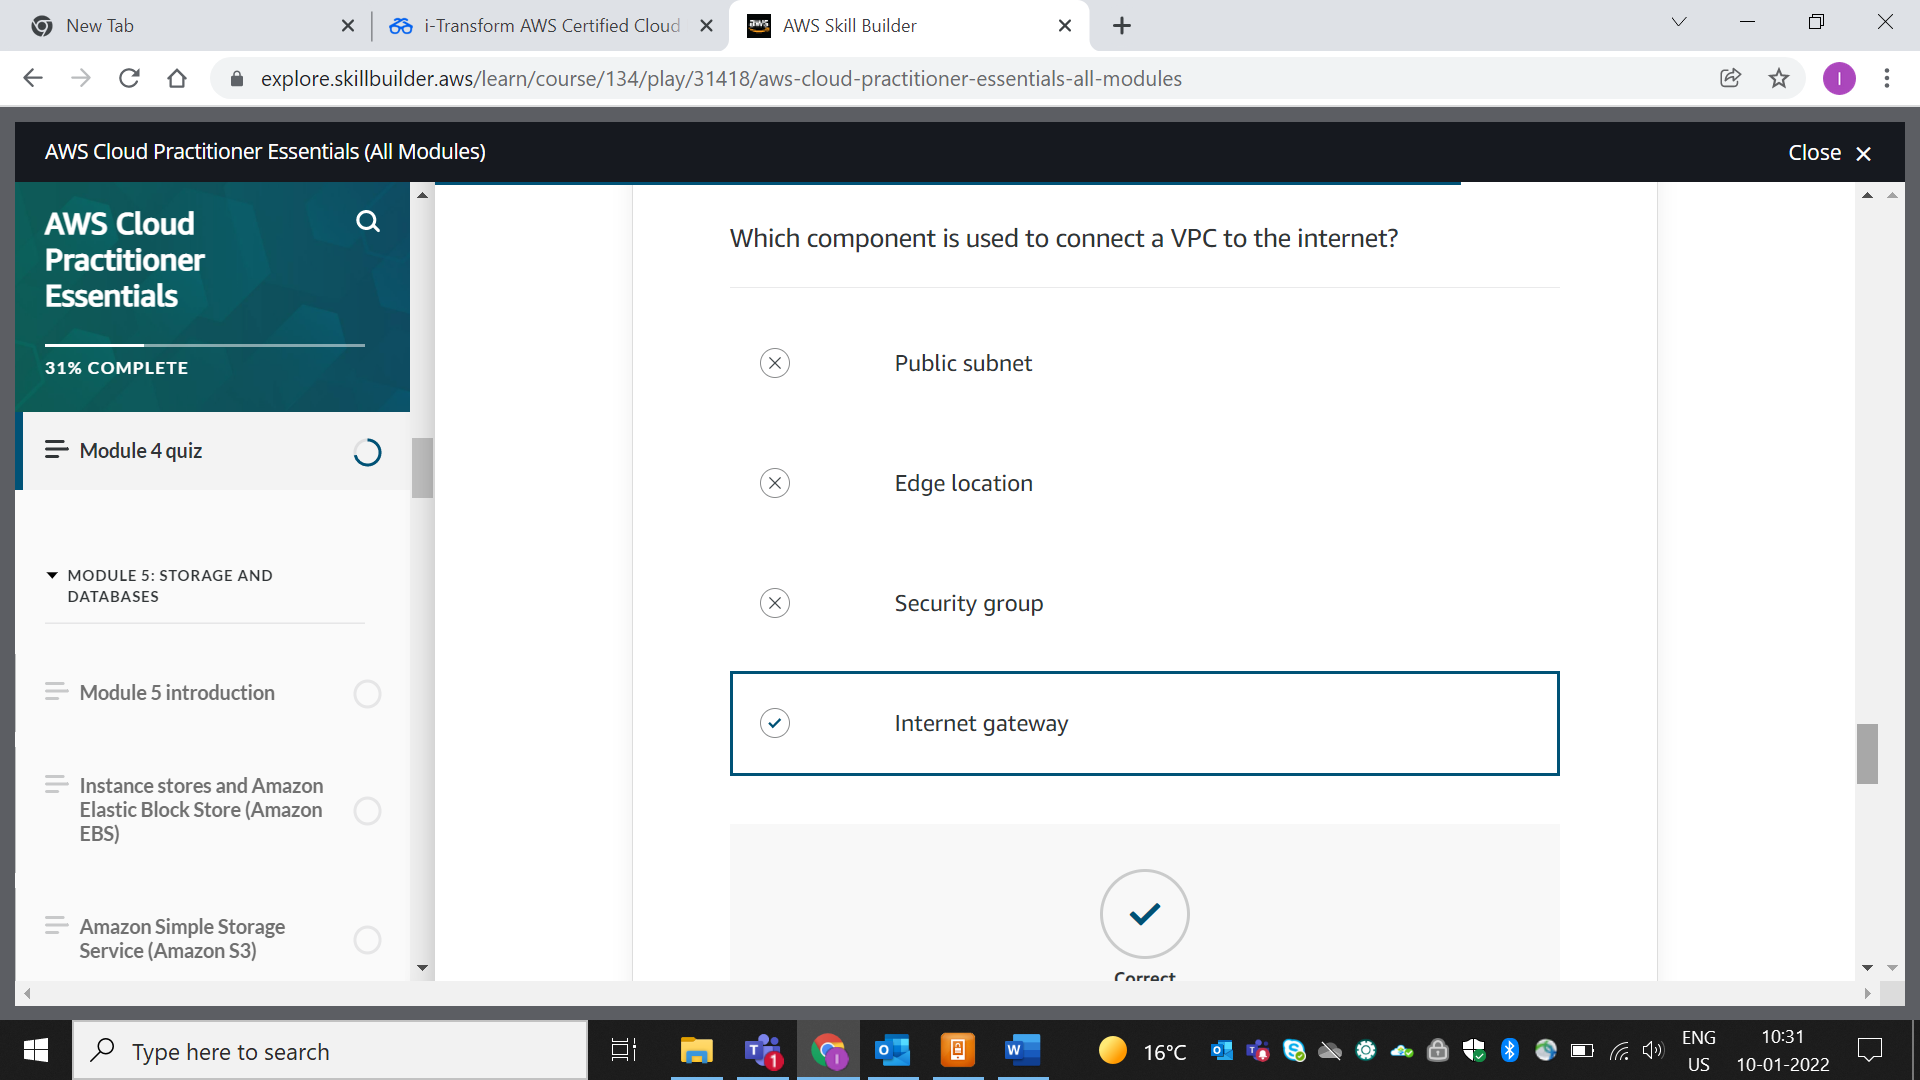 New Tab
i-Transform AWS Certified Cloud
aws
AWS Skill Builder
explore.skillbuilder.aws/learn/course/134/play/31418/aws-cloud-practitioner-essentials-all-modules
I
AWS Cloud Practitioner Essentials (All Modules)
Close
AWS Cloud
Practitioner
Essentials
31% COMPLETE
Module 4 quiz
MODULE 5: STORAGE AND
DATABASES
Module 5 introduction
Instance stores and Amazon
Elastic Block Store (Amazon
EBS)
Amazon Simple Storage
Service (Amazon S3)
Which component is used to connect a VPC to the internet?
Public subnet
Edge location
Security group
Internet gateway
Correct
Type here to search
16°C
ENG
US
10:31
10-01-2022